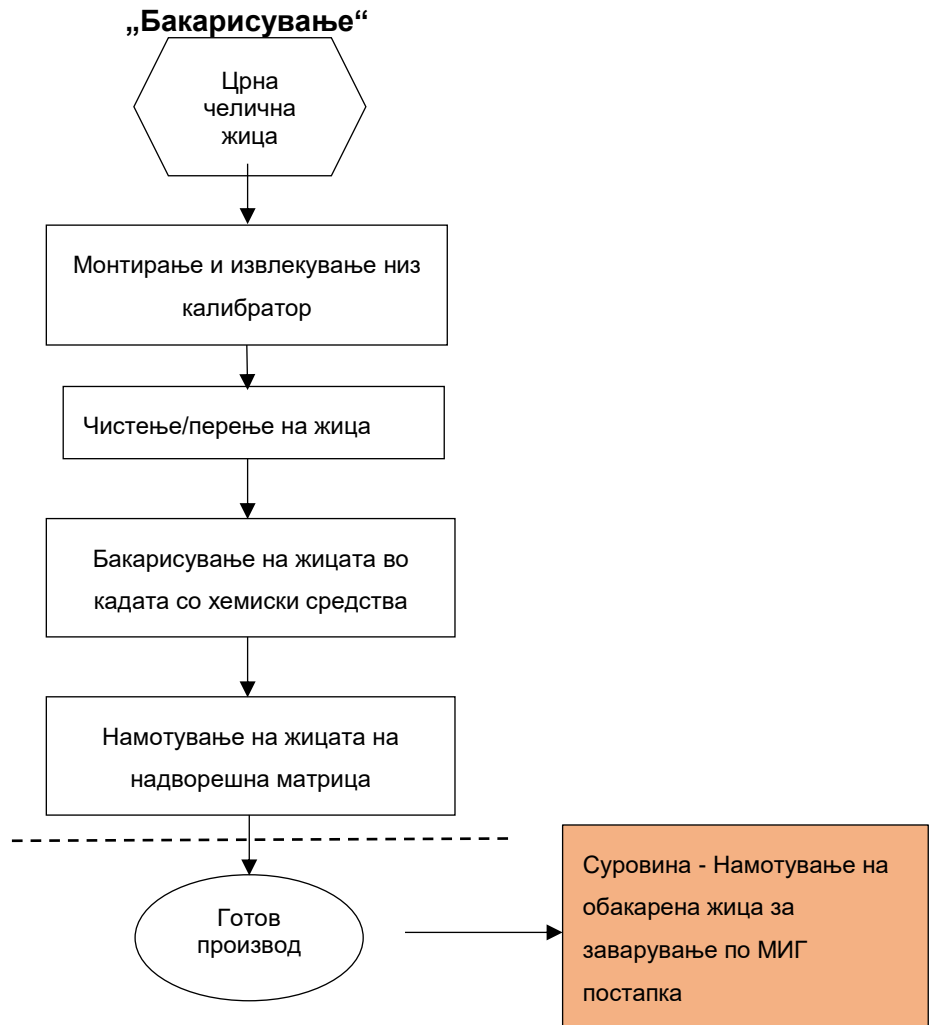 „Бакарисување“
Црна
челична
жица
Монтирање и извлекување низ
калибратор
Чистење/перење на жица
Бакарисување на жицата во
кадата со хемиски средства
Намотување на жицата на
надворешна матрица
Готов
производ
Суровина - Намотување на
обакарена жица за
заварување по МИГ
постапка